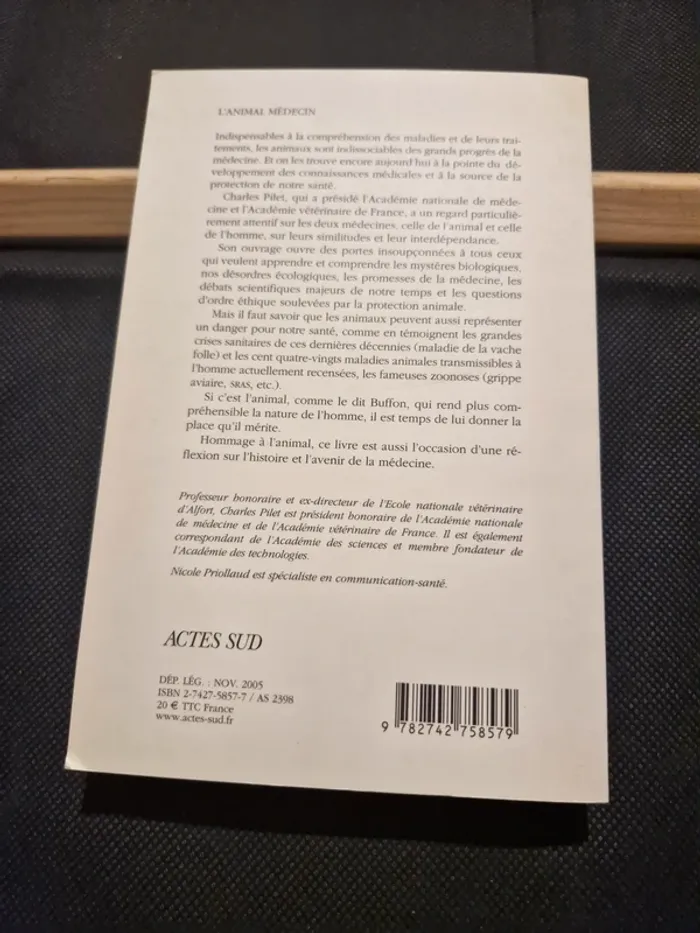 L'ANIMAL MÉDECIN
Indispensables à la compréhension des maladies et de leurs trai-
tements, les animaux sont indissociables des grands progrès de la
médecine. Et on les trouve encore aujourd'hui à la pointe du dé-
veloppement des connaissances médicales et à la source de la
protection de notre santé.
Charles Pilet, qui a présidé l'Académie nationale de méde-
cine et l'Académie vétérinaire de France, a un regard particuliè-
rement attentif sur les deux médecines, celle de l'animal et celle
de l'homme, sur leurs similitudes et leur interdépendance.
Son ouvrage ouvre des portes insoupçonnées à tous ceux
qui veulent apprendre et comprendre les mystères biologiques,
nos désordres écologiques, les promesses de la médecine, les
débats scientifiques majeurs de notre temps et les questions
d'ordre éthique soulevées par la protection animale.
Mais il faut savoir que les animaux peuvent aussi représenter
un danger pour notre santé, comme en témoignent les grandes
crises sanitaires de ces dernières décennies (maladie de la vache
folle) et les cent quatre-vingts maladies animales transmissibles à
l'homme actuellement recensées, les fameuses zoonoses (grippe
aviaire, SRAS, etc.).
Si c'est l'animal, comme le dit Buffon, qui rend plus com-
préhensible la nature de l'homme, il est temps de lui donner la
place qu'il mérite.
Hommage à l'animal, ce livre est aussi l'occasion d'une ré-
flexion sur l'histoire et l'avenir de la médecine.
Professeur honoraire et ex-directeur de l'Ecole nationale vétérinaire
d'Alfort, Charles Pilet est président honoraire de l'Académie nationale
de médecine et de l'Académie vétérinaire de France. Il est également
correspondant de l'Académie des sciences et membre fondateur de
l'Académie des technologies.
Nicole Priollaud est spécialiste en communication-santé.
ACTES SUD
DÉP. LÉG. : NOV. 2005
ISBN 2-7427-5857-7 / AS 2398
20 € TTC France
www.actes-sud.fr
9 782742 758579